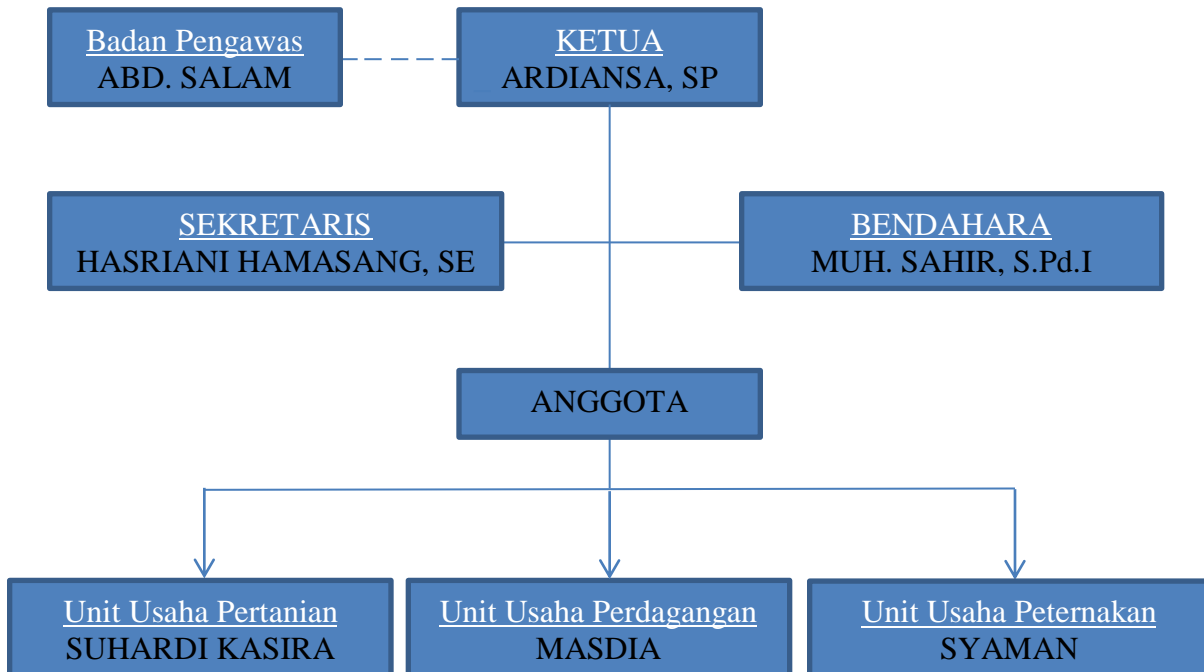 Badan Pengawas
ABD. SALAM
KETUA
ARDIANSA, SP
SEKRETARIS
HASRIANI HAMASANG, SE
BENDAHARA
MUH. SAHIR, S.Pd.I
ANGGOTA
Unit Usaha Pertanian
SUHARDI KASIRA
Unit Usaha Perdagangan
MASDIA
Unit Usaha Peternakan
SYAMAN